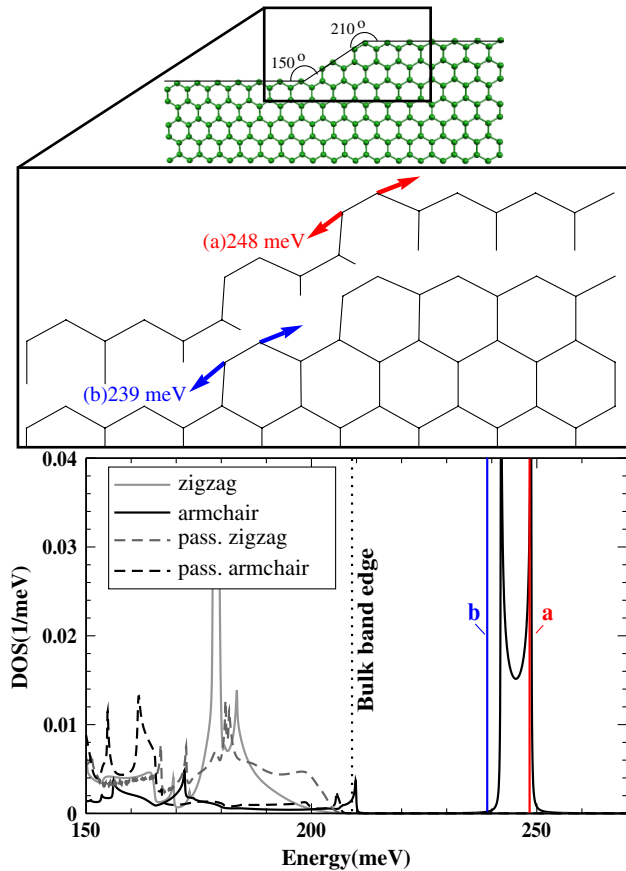 210°
150°
(a)248 meV
(b)239 meV
0.04
0.03
0.02
0.01
0
DOS(1/meV)
zigzag
armchair
pass. zigzag
pass. armchair
Bulk band edge
b
a
150
200
250
Energy(meV)